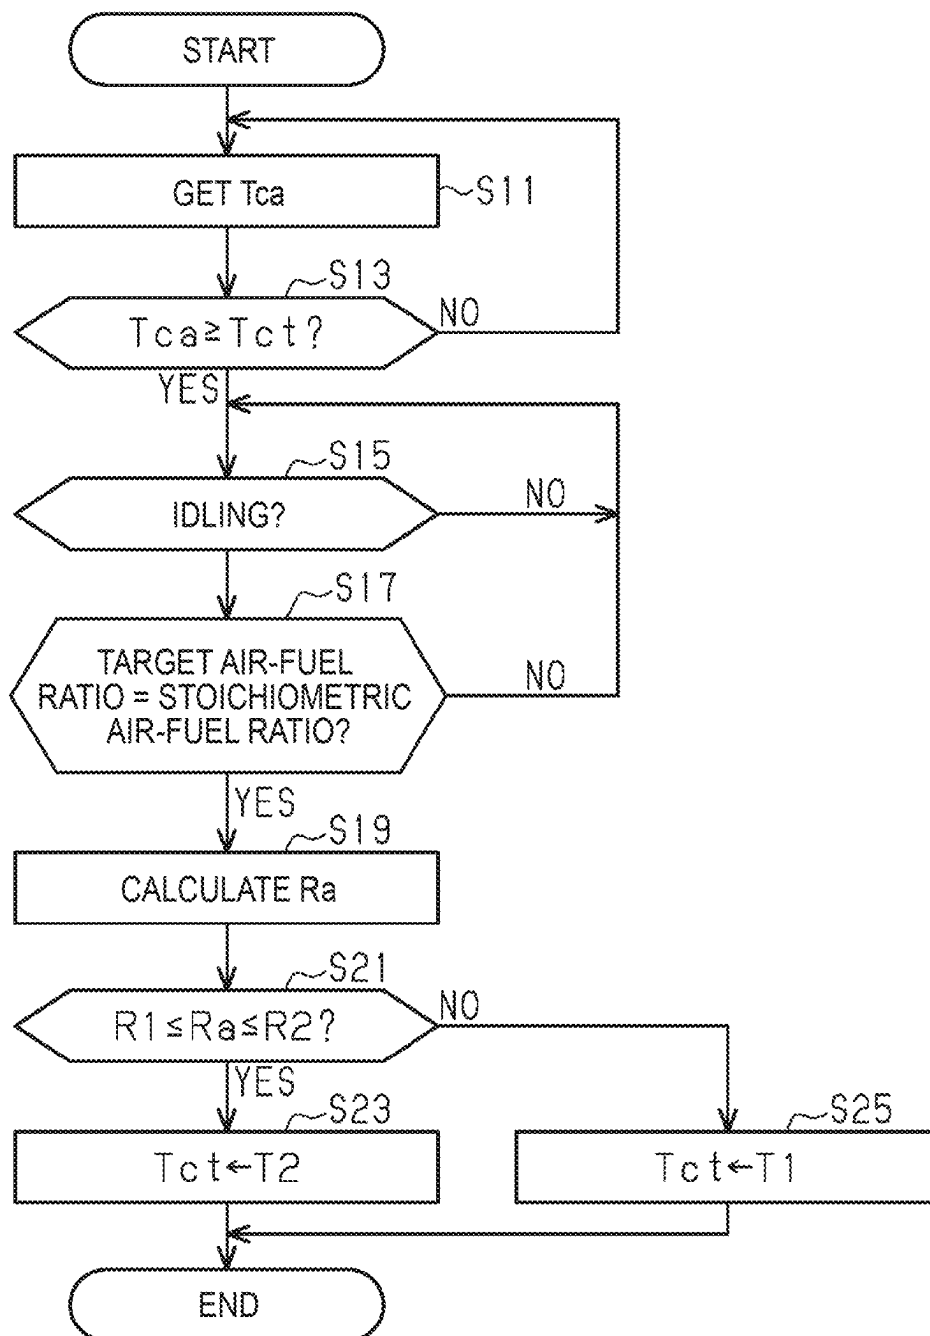 START
GET Tca
S11
S13
Tca≥Tct?
NO
YES
S15
IDLING?
NO
S17
TARGET AIR-FUEL
RATIO = STOICHIOMETRIC
AIR-FUEL RATIO?
NO
YES
S19
CALCULATE Ra
S21
R1≤Ra≤R2?
NO
YES
S23
Tct←T2
S25
Tct←T1
END